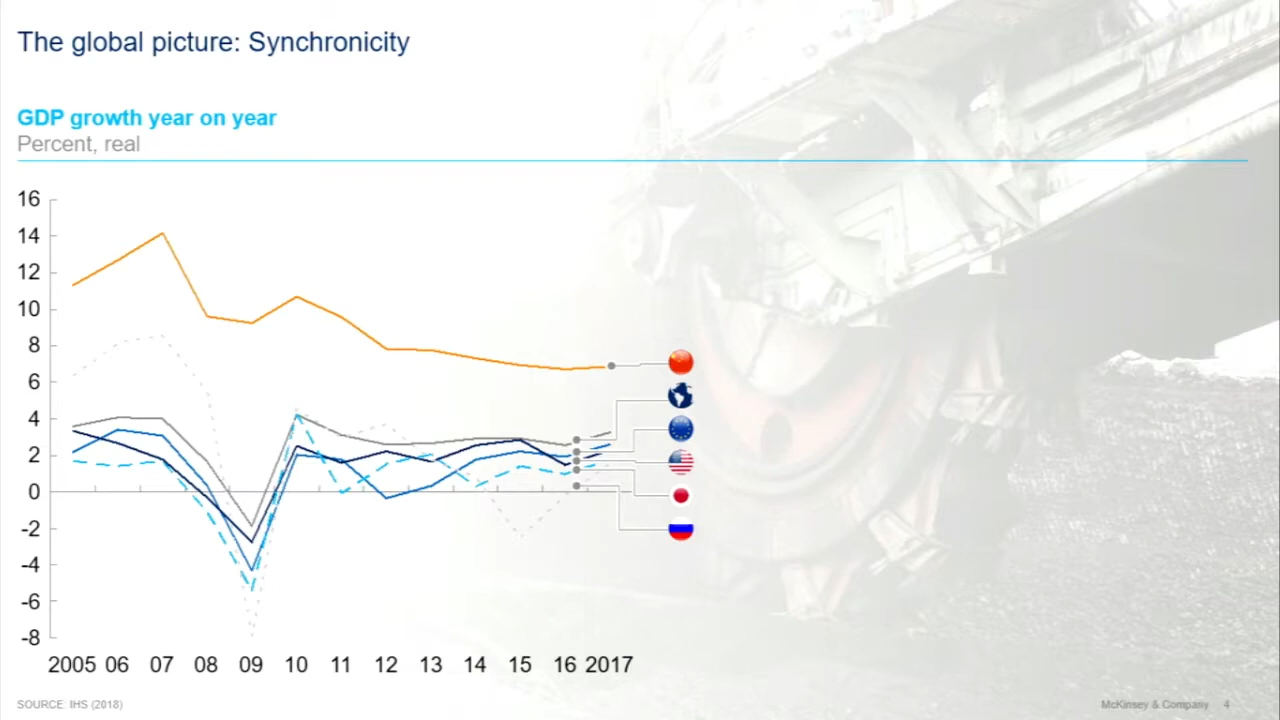 The global picture: Synchronicity
GDP growth year on year
Percent, real
16
14
12
10
8
6
4
2
0
-2
-4
-6
-8
2005 06 07 08 09 10 11 12 13 14 15 16 2017
SOURCE: IHS (2018)
McKinsey & Company 4